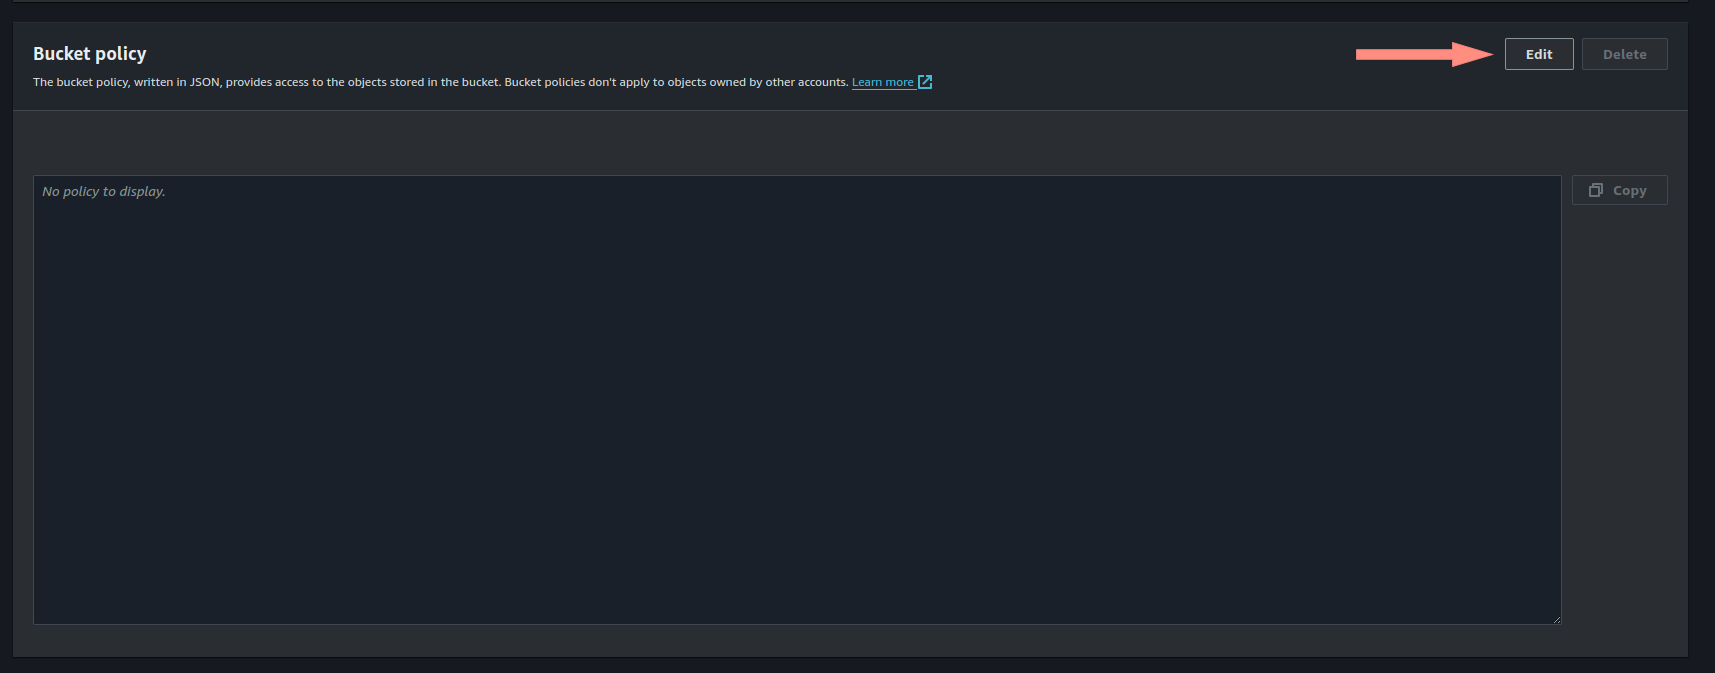 Bucket policy
Edit
Delete
The bucket policy, written in JSON, provides access to the objects stored in the bucket. Bucket policies don't apply to objects owned by other accounts. Learn more
No policy to display.
Copy